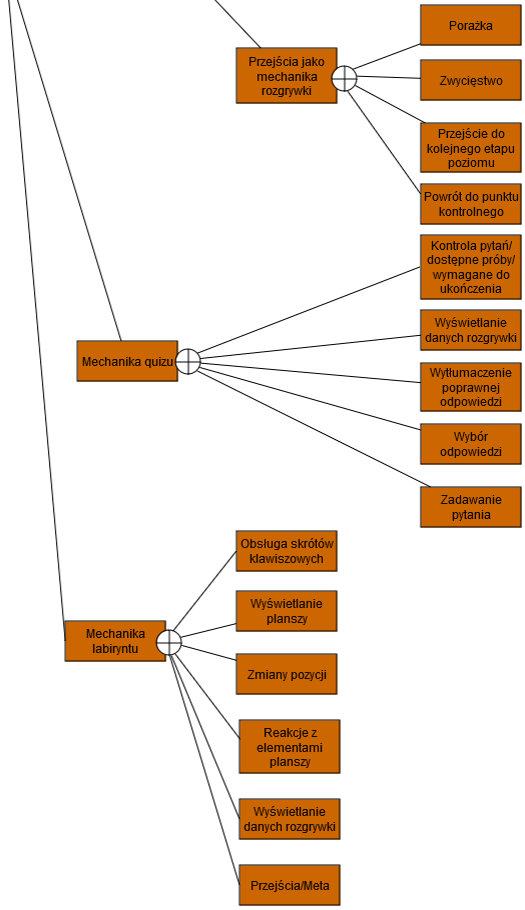 Przejścia jako
mechanika
rozgrywki
Porażka
Zwycięstwo
Przejście do
kolejnego etapu
poziomu
Powrót do punktu
kontrolnego
Mechanika quizu
Kontrola pytań/
dostępne próby/
wymagane do
ukończenia
Wyświetlanie
danych rozgrywki
Wytłumaczenie
poprawnej
odpowiedzi
Wybór
odpowiedzi
Zadawanie
pytania
Mechanika
labiryntu
Obsługa skrótów
klawiszowych
Wyświetlanie
planszy
Zmiany pozycji
Reakcje z
elementami
planszy
Wyświetlanie
danych rozgrywki
Przejścia/Meta